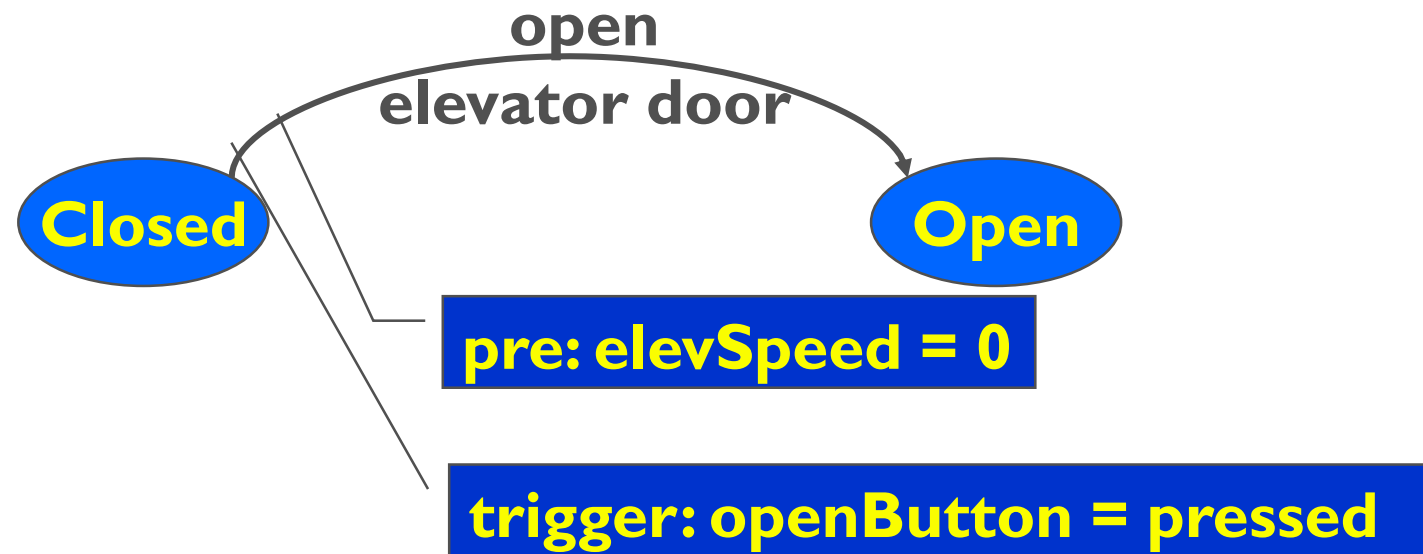 open
elevator door
Closed
Open
pre: elevSpeed = 0
trigger: openButton = pressed